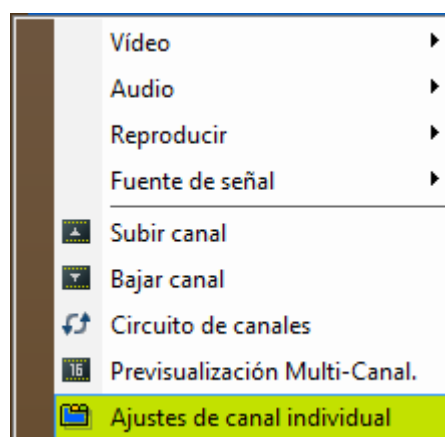 Vídeo
Audio
Reproducir
Fuente de señal
Subir canal
Bajar canal
Circuito de canales
16 Previsualización Multi-Canal.
Ajustes de canal individual